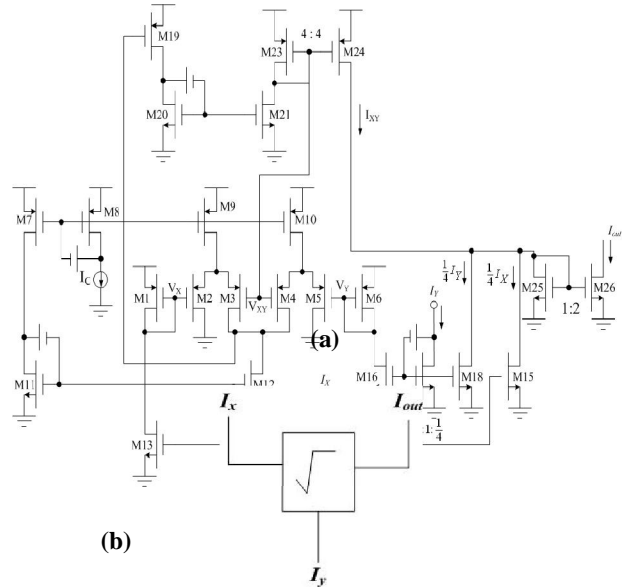 M19
M23
4 : 4
M24
M20
M21
I_XY
M7
M8
M9
M10
I_out
I_C
M1
V_X
M2
M3
V_XY
M4
M5
V_Y
M6
1/4 I_Y
1/4 I_X
I_Y
M25
1:2
M26
(a)
M11
M12
I_X
M16
M18
M15
I_x
I_out
M13
:1:1/4
√
(b)
I_y